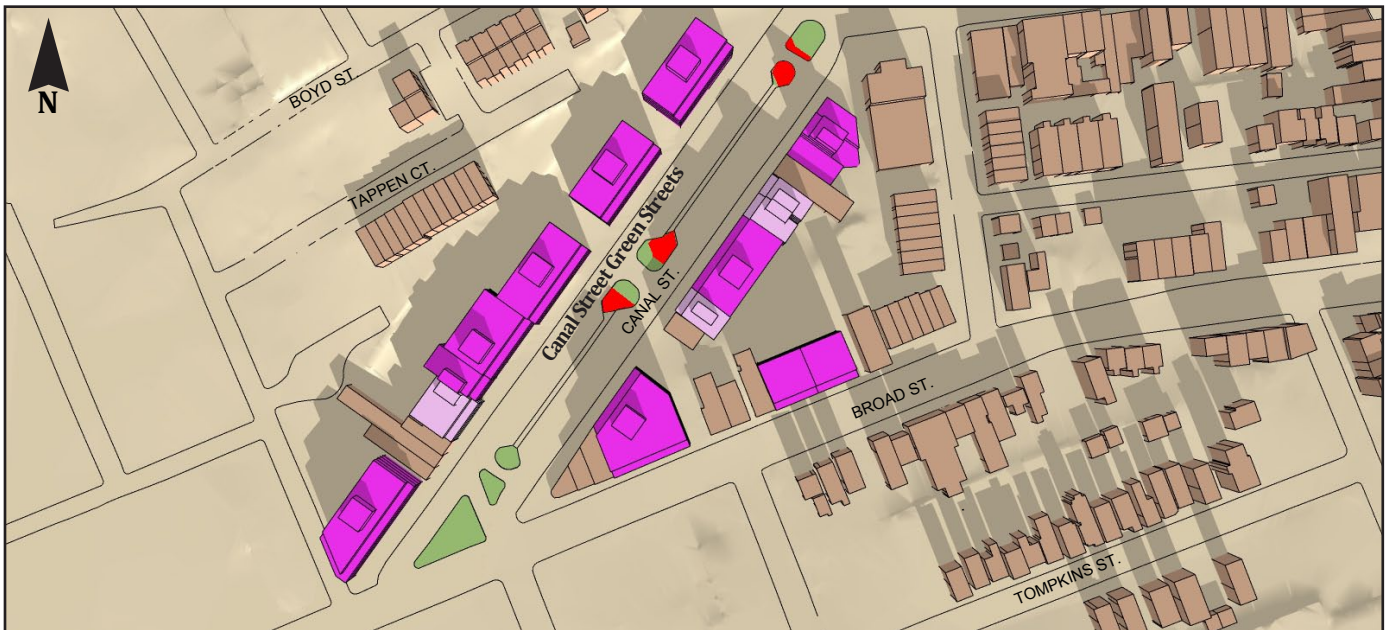 N
BOYD ST.
TAPPEN CT.
Canal Street Green Streets
CANAL ST.
BROAD ST.
TOMPKINS ST.